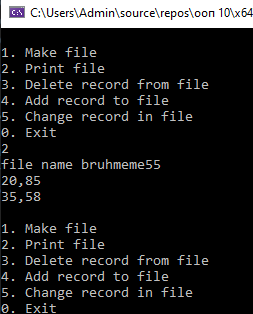 C:\Users\Admin\source\repos\ооп 10\x64
1. Make file
2. Print file
3. Delete record from file
4. Add record to file
5. Change record in file
0. Exit
2
file name bruhmeme55
20,85
35,58
1. Make file
2. Print file
3. Delete record from file
4. Add record to file
5. Change record in file
0. Exit